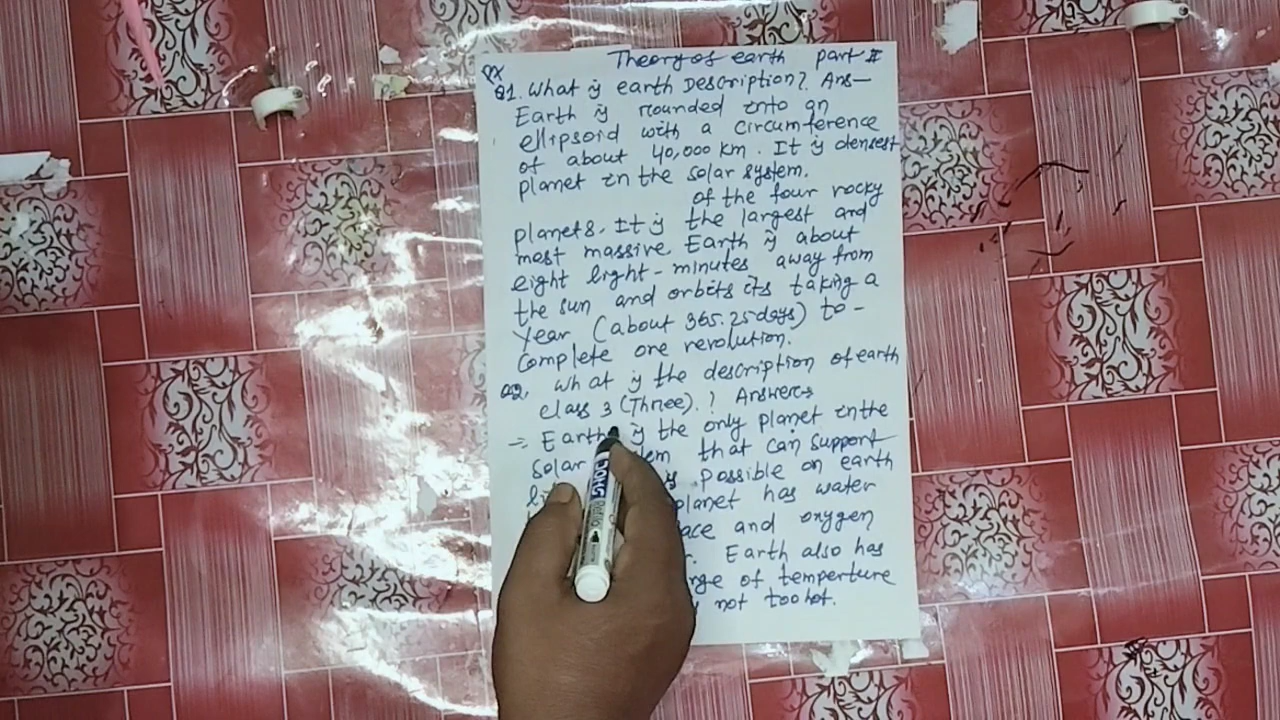 Theory of earth part II
Q1. What is earth Description? Ans—
Earth is rounded into an
ellipsoid with a circumference
of about 40,000 km. It is densest
planet in the solar system.
of the four rocky
planets. It is the largest and
most massive Earth is about
eight light-minutes away from
the sun and orbits its taking a
Year (about 365.25 days) to-
Complete one revolution.
Q2. What is the description of earth
class 3 (Three).? Answer→
⇒ Earth is the only planet in the
solar that can support
is Possible on earth
planet has water
and oxygen
Earth also has
of temperture
not too hot.